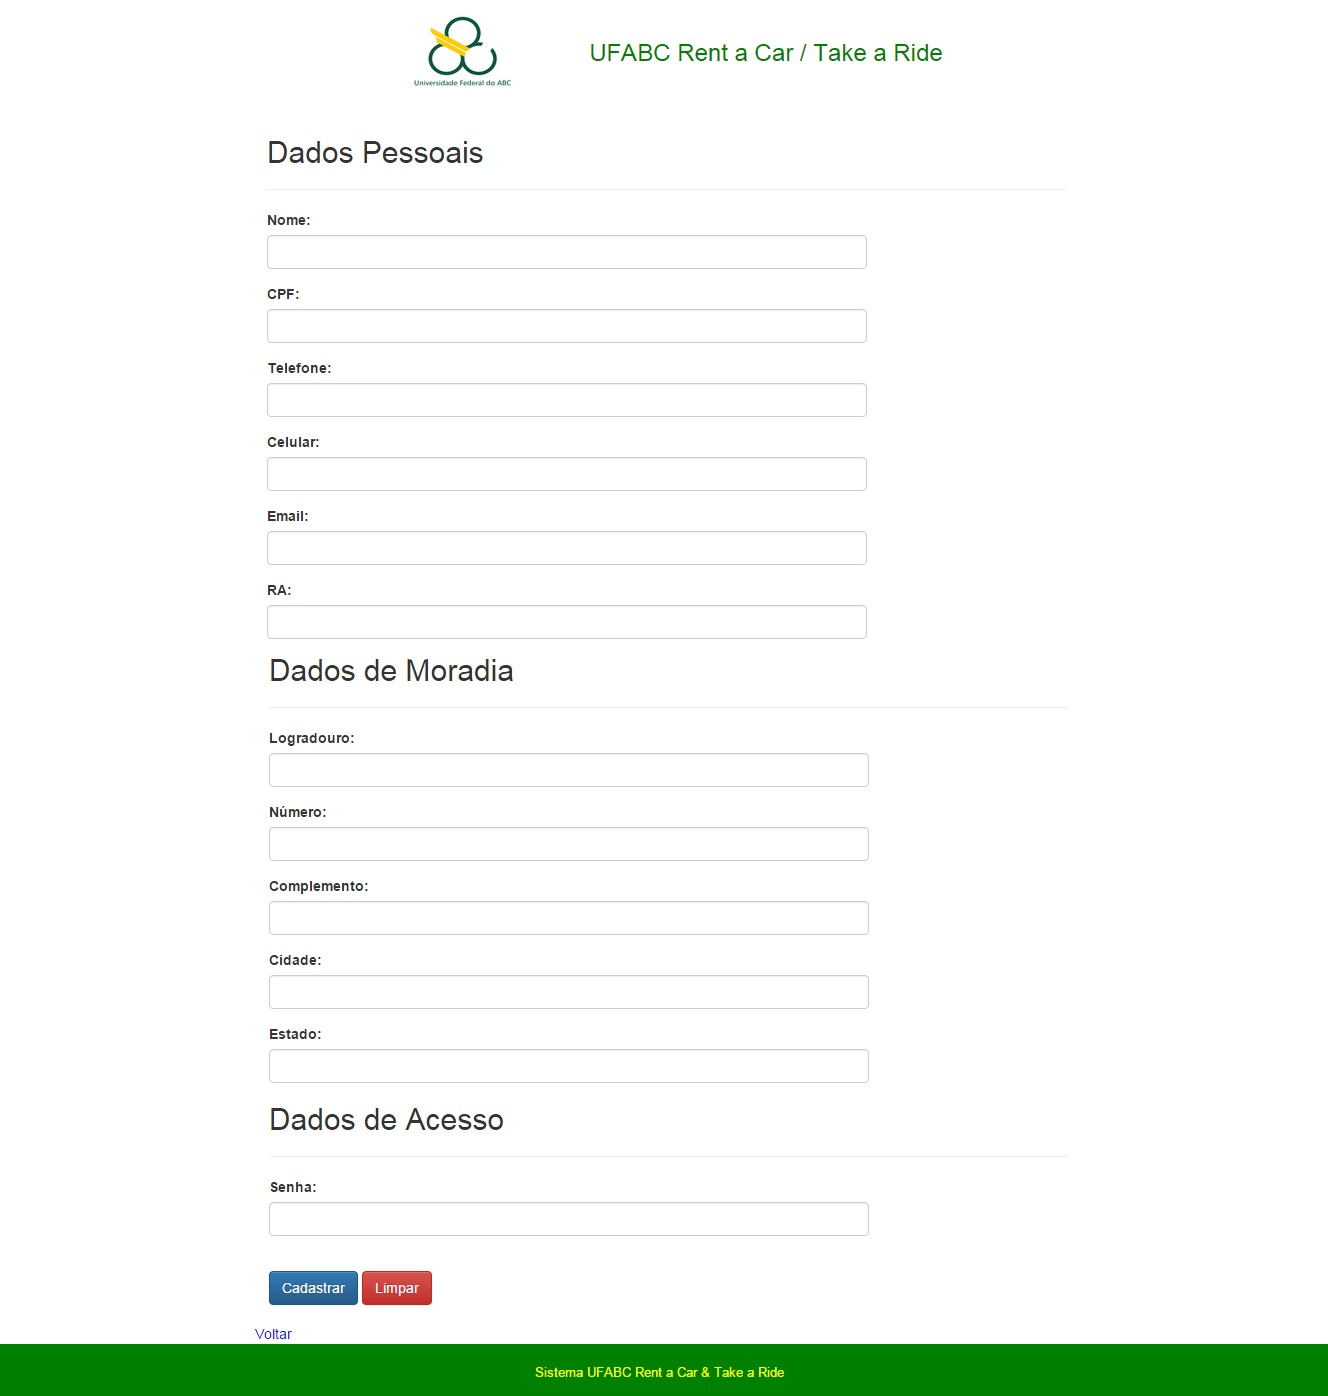 Universidade Federal do ABC
UFABC Rent a Car / Take a Ride
Dados Pessoais
Nome:
CPF:
Telefone:
Celular:
Email:
RA:
Dados de Moradia
Logradouro:
Número:
Complemento:
Cidade:
Estado:
Dados de Acesso
Senha:
Cadastrar Limpar
Voltar
Sistema UFABC Rent a Car & Take a Ride